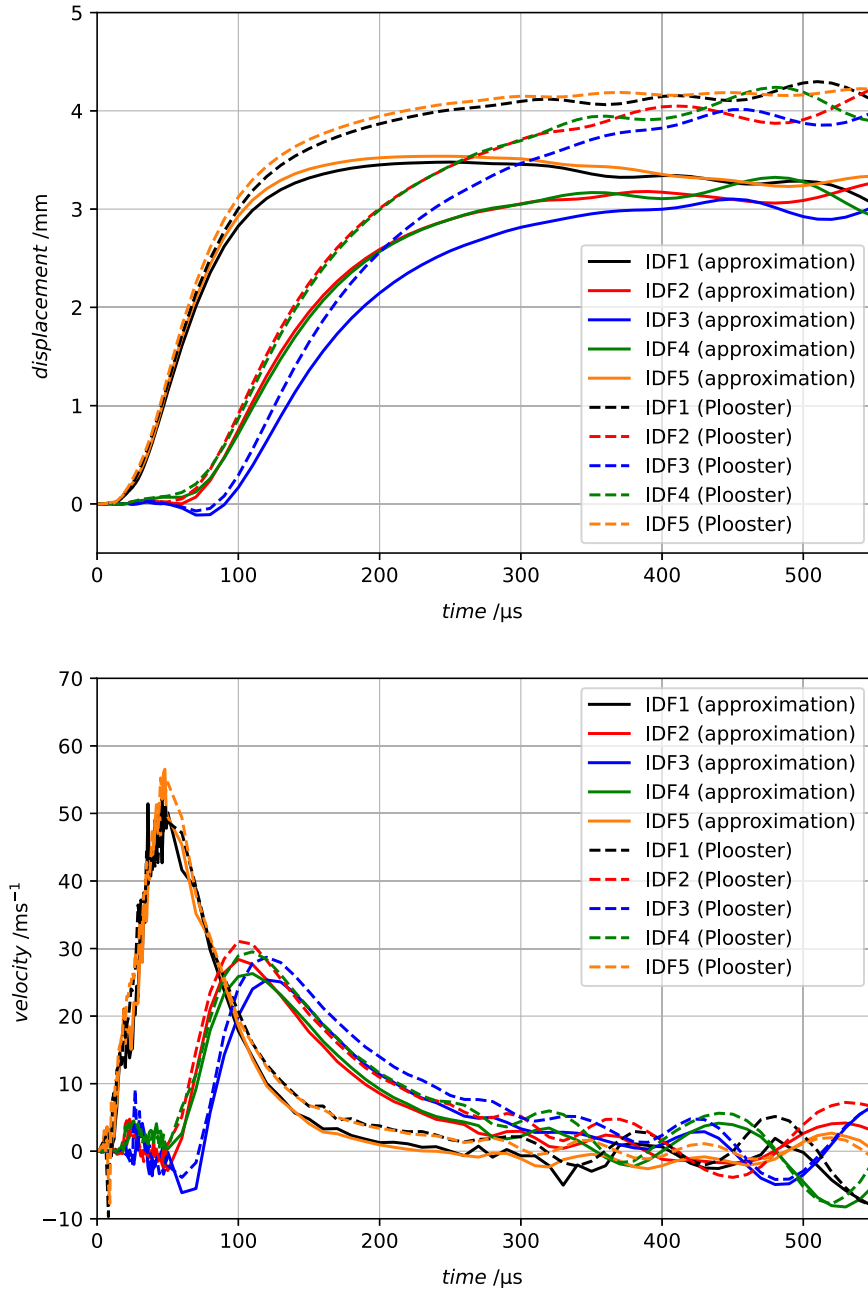 5
4
3
2
1
0
displacement /mm
0
100
200
300
400
500
time /µs
IDF1 (approximation)
IDF2 (approximation)
IDF3 (approximation)
IDF4 (approximation)
IDF5 (approximation)
IDF1 (Plooster)
IDF2 (Plooster)
IDF3 (Plooster)
IDF4 (Plooster)
IDF5 (Plooster)
70
60
50
40
30
20
10
0
−10
velocity /ms⁻¹
0
100
200
300
400
500
time /µs
IDF1 (approximation)
IDF2 (approximation)
IDF3 (approximation)
IDF4 (approximation)
IDF5 (approximation)
IDF1 (Plooster)
IDF2 (Plooster)
IDF3 (Plooster)
IDF4 (Plooster)
IDF5 (Plooster)